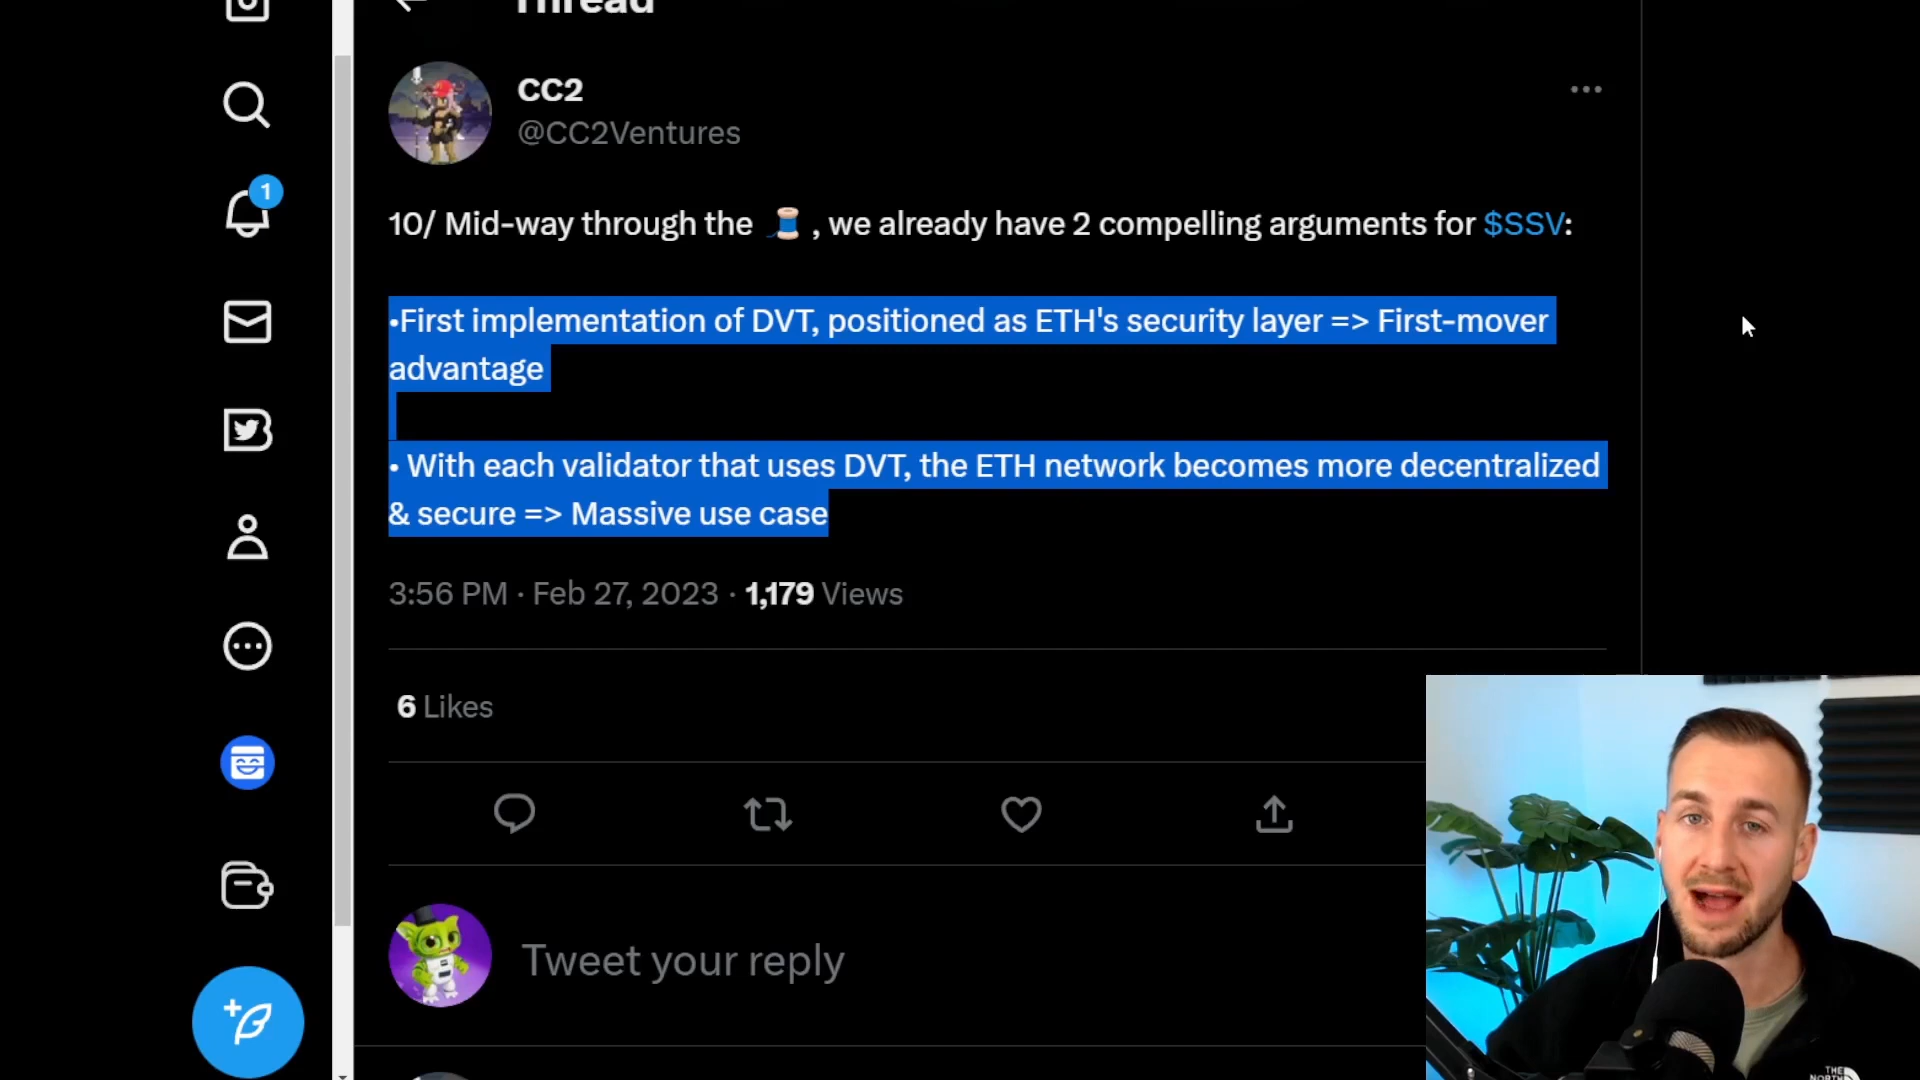 Thread
CC2
@CC2Ventures
10/ Mid-way through the 🧵 , we already have 2 compelling arguments for $SSV:
•First implementation of DVT, positioned as ETH's security layer => First-mover
advantage
• With each validator that uses DVT, the ETH network becomes more decentralized
& secure => Massive use case
3:56 PM · Feb 27, 2023 · 1,179 Views
6 Likes
Tweet your reply
1
THE
NORTH